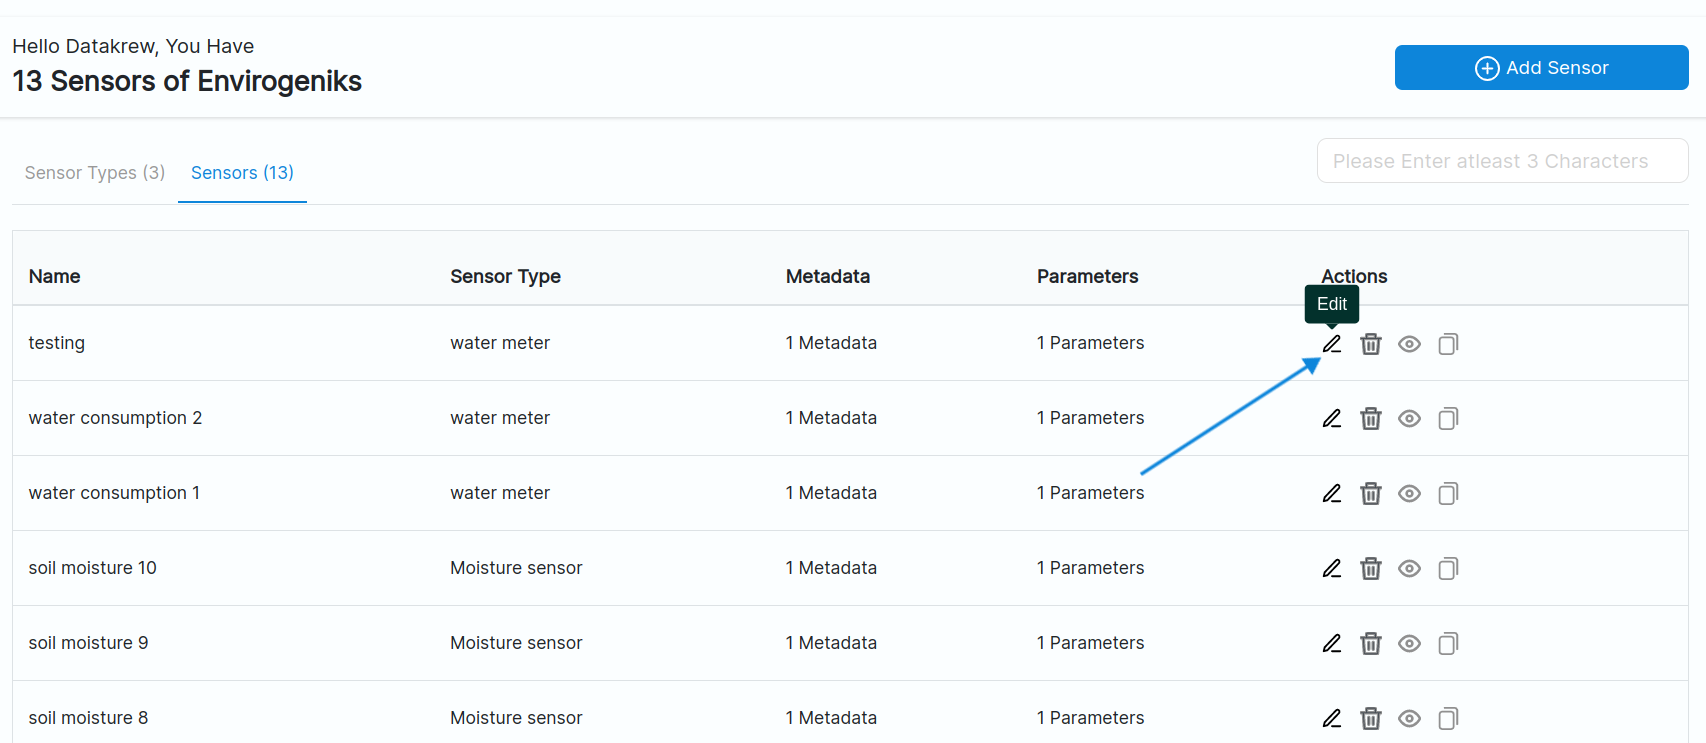 Hello Datakrew, You Have
13 Sensors of Envirogeniks
Add Sensor
Sensor Types (3) Sensors (13)
Please Enter atleast 3 Characters
Name Sensor Type Metadata Parameters Actions
Edit
testing water meter 1 Metadata 1 Parameters
water consumption 2 water meter 1 Metadata 1 Parameters
water consumption 1 water meter 1 Metadata 1 Parameters
soil moisture 10 Moisture sensor 1 Metadata 1 Parameters
soil moisture 9 Moisture sensor 1 Metadata 1 Parameters
soil moisture 8 Moisture sensor 1 Metadata 1 Parameters